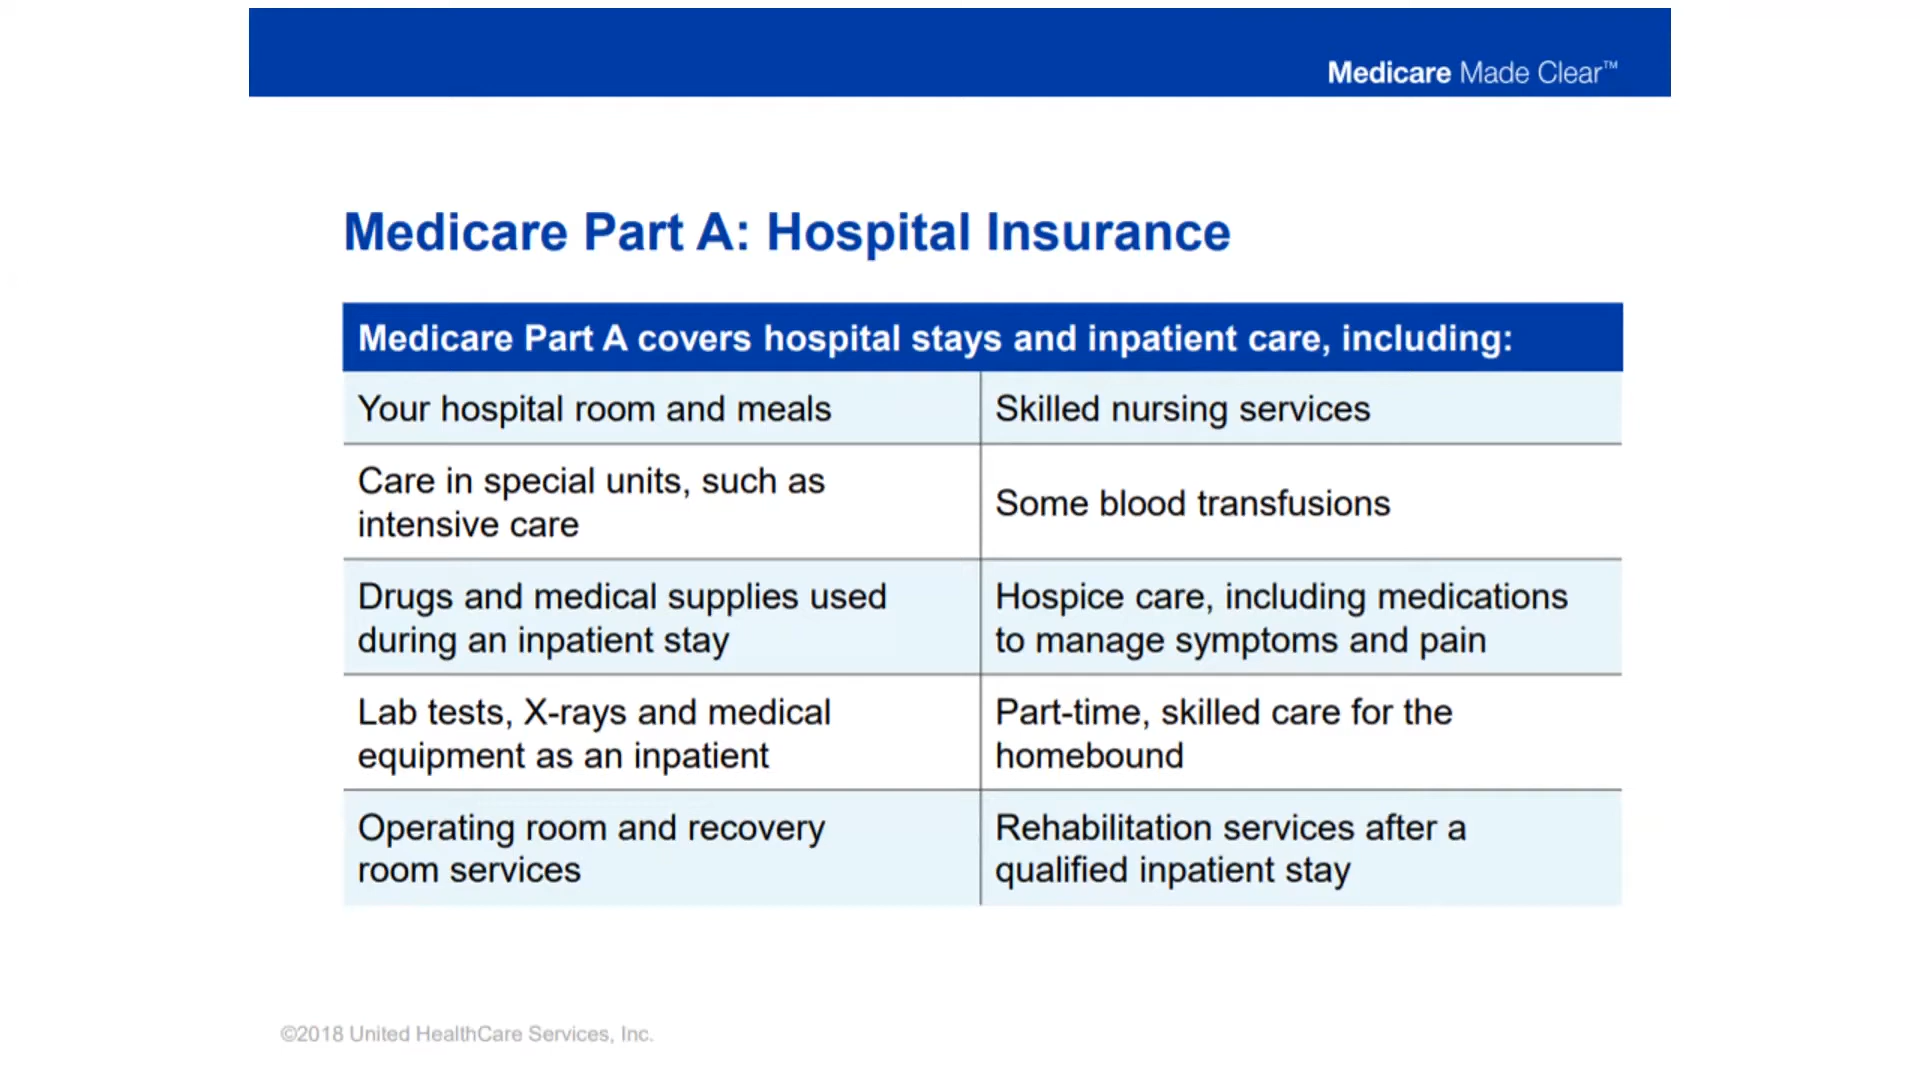 Medicare Made Clear™
Medicare Part A: Hospital Insurance
Medicare Part A covers hospital stays and inpatient care, including:
Your hospital room and meals
Skilled nursing services
Care in special units, such as
intensive care
Some blood transfusions
Drugs and medical supplies used
during an inpatient stay
Hospice care, including medications
to manage symptoms and pain
Lab tests, X-rays and medical
equipment as an inpatient
Part-time, skilled care for the
homebound
Operating room and recovery
room services
Rehabilitation services after a
qualified inpatient stay
©2018 United HealthCare Services, Inc.